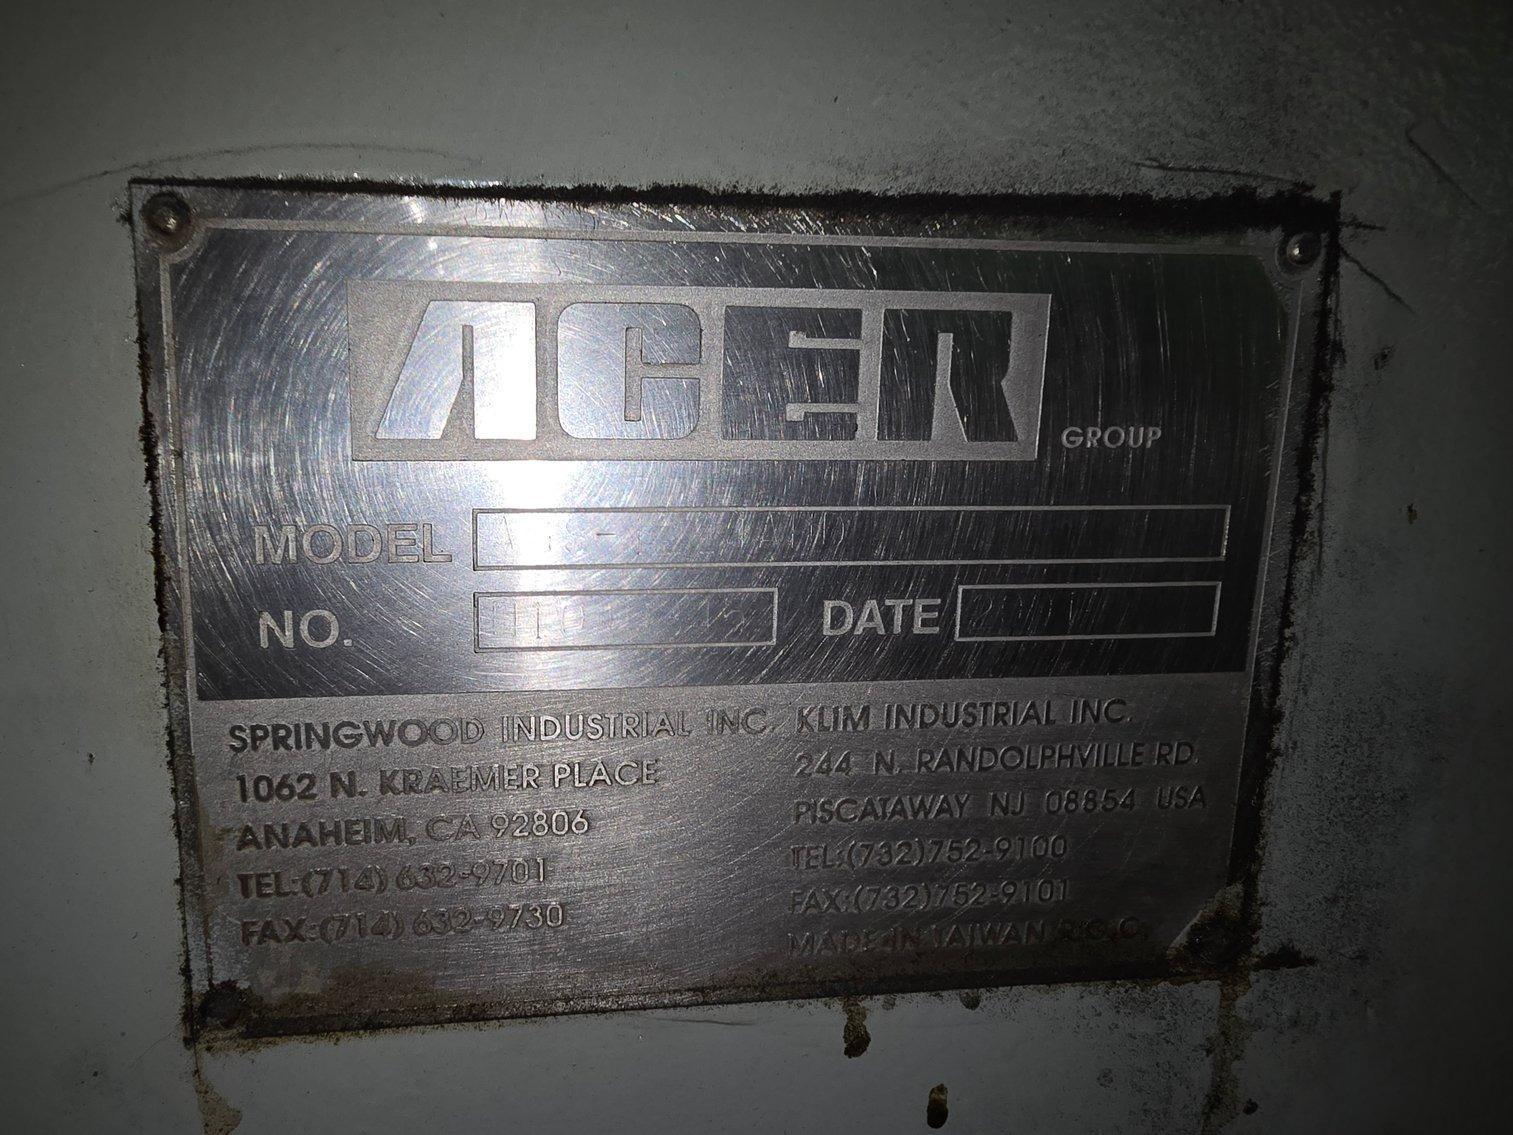 ACER
GROUP
MODEL
NO.
DATE
SPRINGWOOD INDUSTRIAL INC.
1062 N. KRAEMER PLACE
ANAHEIM, CA 92806
TEL:(714) 632-9701
FAX:(714) 632-9730
KLIM INDUSTRIAL INC.
244 N. RANDOLPHVILLE RD.
PISCATAWAY NJ 08854 USA
TEL:(732)752-9100
FAX:(732)752-9101
MADE IN TAIWAN R.O.C.